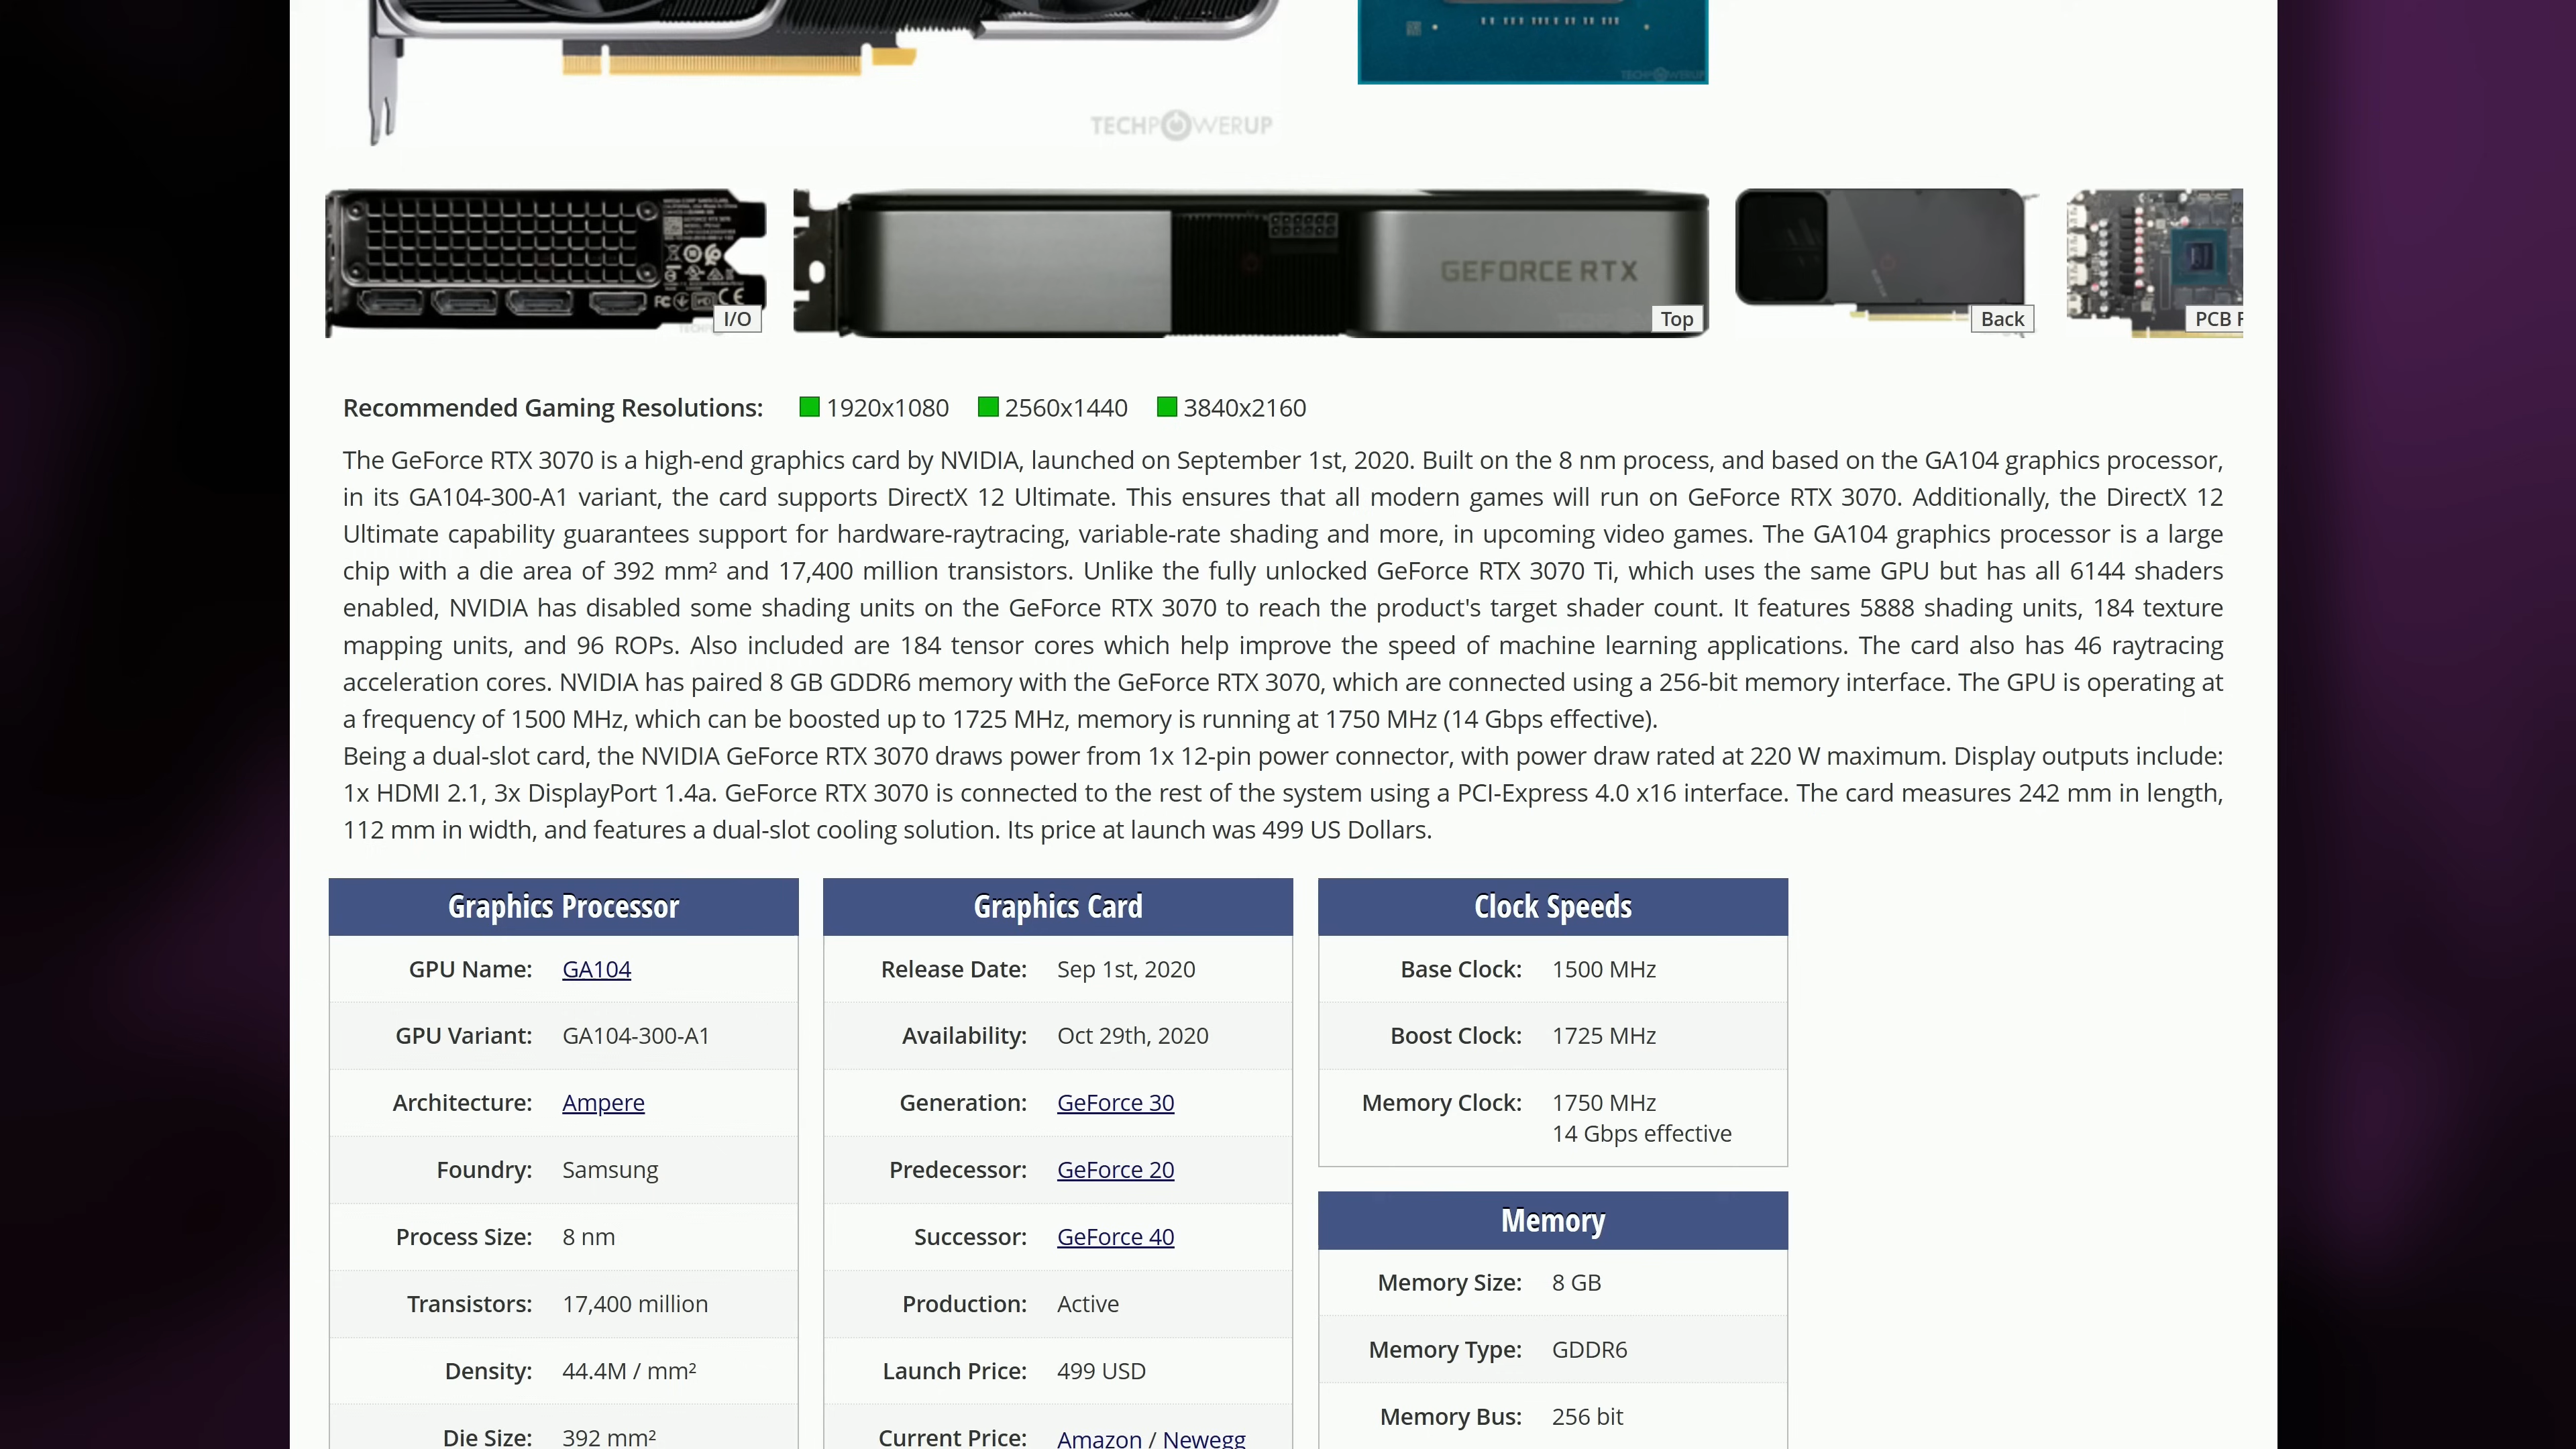 TECHPOWERUP
TECHPOWERUP
GEFORCE RTX
I/O
Top
Back
PCB F
Recommended Gaming Resolutions: 1920x1080 2560x1440 3840x2160
The GeForce RTX 3070 is a high-end graphics card by NVIDIA, launched on September 1st, 2020. Built on the 8 nm process, and based on the GA104 graphics processor,
in its GA104-300-A1 variant, the card supports DirectX 12 Ultimate. This ensures that all modern games will run on GeForce RTX 3070. Additionally, the DirectX 12
Ultimate capability guarantees support for hardware-raytracing, variable-rate shading and more, in upcoming video games. The GA104 graphics processor is a large
chip with a die area of 392 mm² and 17,400 million transistors. Unlike the fully unlocked GeForce RTX 3070 Ti, which uses the same GPU but has all 6144 shaders
enabled, NVIDIA has disabled some shading units on the GeForce RTX 3070 to reach the product's target shader count. It features 5888 shading units, 184 texture
mapping units, and 96 ROPs. Also included are 184 tensor cores which help improve the speed of machine learning applications. The card also has 46 raytracing
acceleration cores. NVIDIA has paired 8 GB GDDR6 memory with the GeForce RTX 3070, which are connected using a 256-bit memory interface. The GPU is operating at
a frequency of 1500 MHz, which can be boosted up to 1725 MHz, memory is running at 1750 MHz (14 Gbps effective).
Being a dual-slot card, the NVIDIA GeForce RTX 3070 draws power from 1x 12-pin power connector, with power draw rated at 220 W maximum. Display outputs include:
1x HDMI 2.1, 3x DisplayPort 1.4a. GeForce RTX 3070 is connected to the rest of the system using a PCI-Express 4.0 x16 interface. The card measures 242 mm in length,
112 mm in width, and features a dual-slot cooling solution. Its price at launch was 499 US Dollars.
Graphics Processor
GPU Name: GA104
GPU Variant: GA104-300-A1
Architecture: Ampere
Foundry: Samsung
Process Size: 8 nm
Transistors: 17,400 million
Density: 44.4M / mm²
Die Size: 392 mm²
Graphics Card
Release Date: Sep 1st, 2020
Availability: Oct 29th, 2020
Generation: GeForce 30
Predecessor: GeForce 20
Successor: GeForce 40
Production: Active
Launch Price: 499 USD
Current Price: Amazon / Newegg
Clock Speeds
Base Clock: 1500 MHz
Boost Clock: 1725 MHz
Memory Clock: 1750 MHz
14 Gbps effective
Memory
Memory Size: 8 GB
Memory Type: GDDR6
Memory Bus: 256 bit